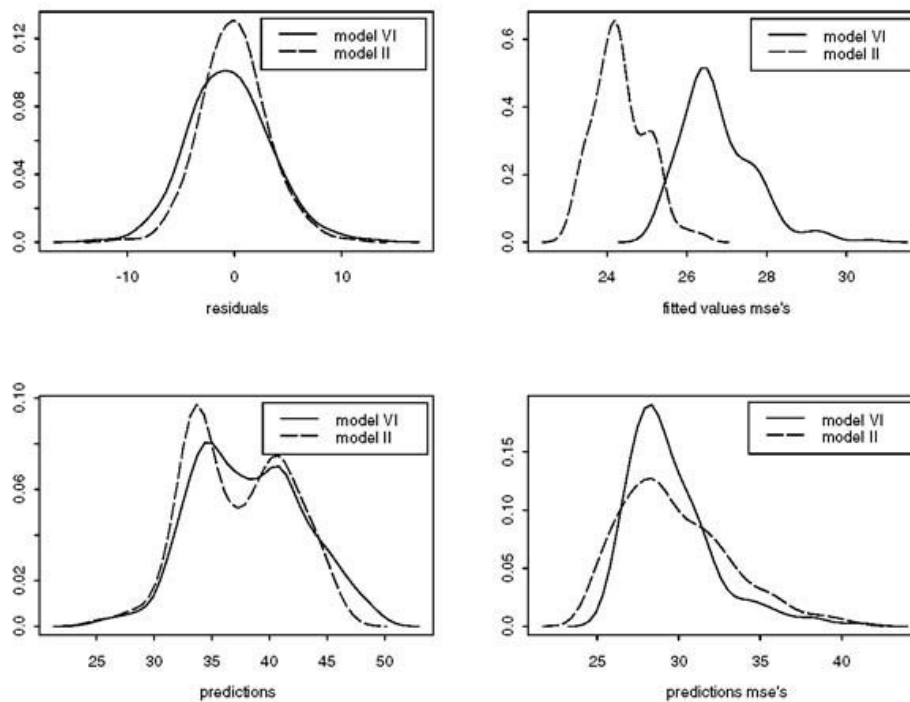 model VI
model II
0.12
0.08
0.04
0.0
-10 0 10
residuals
model VI
model II
0.6
0.4
0.2
0.0
24 26 28 30
fitted values mse's
model VI
model II
0.10
0.06
0.02
0.0
25 30 35 40 45 50
predictions
model VI
model II
0.15
0.10
0.05
0.0
25 30 35 40
predictions mse's